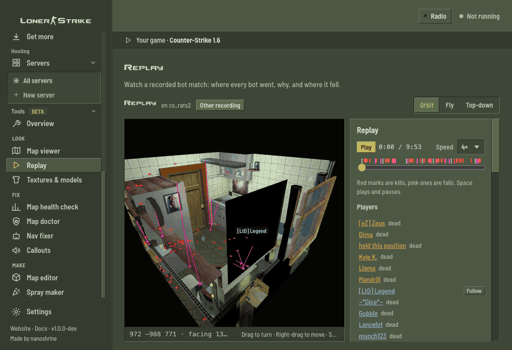 LONER STRIKE
Get more
Hosting
Servers
All servers
+ New server
Tools BETA
Overview
LOOK
Map viewer
Replay
Textures & models
FIX
Map health check
Map doctor
Nav fixer
Callouts
MAKE
Map editor
Spray maker
Settings
Website · Docs · v1.0.0-dev
Made by nanoshrine
Radio
Not running
Your game · Counter-Strike 1.6
REPLAY
Watch a recorded bot match: where every bot went, why, and where it fell.
REPLAY on cs_rats2 Other recording
Orbit Fly Top-down
[LtD]Legend
972 -988 771 · facing 13…
Drag to turn · Right-drag to move · S…
Replay
Play 0:00 / 9:53 Speed 4×
Red marks are kills, pink ones are falls. Space
plays and pauses.
Players
[eZ]Zeus dead
Dima dead
hold this position dead
Kyle K. dead
Llama dead
Mandrill dead
[LtD]Legend Follow
-=*Dice*=- dead
Gobble dead
Lancelot dead
munch123 dead